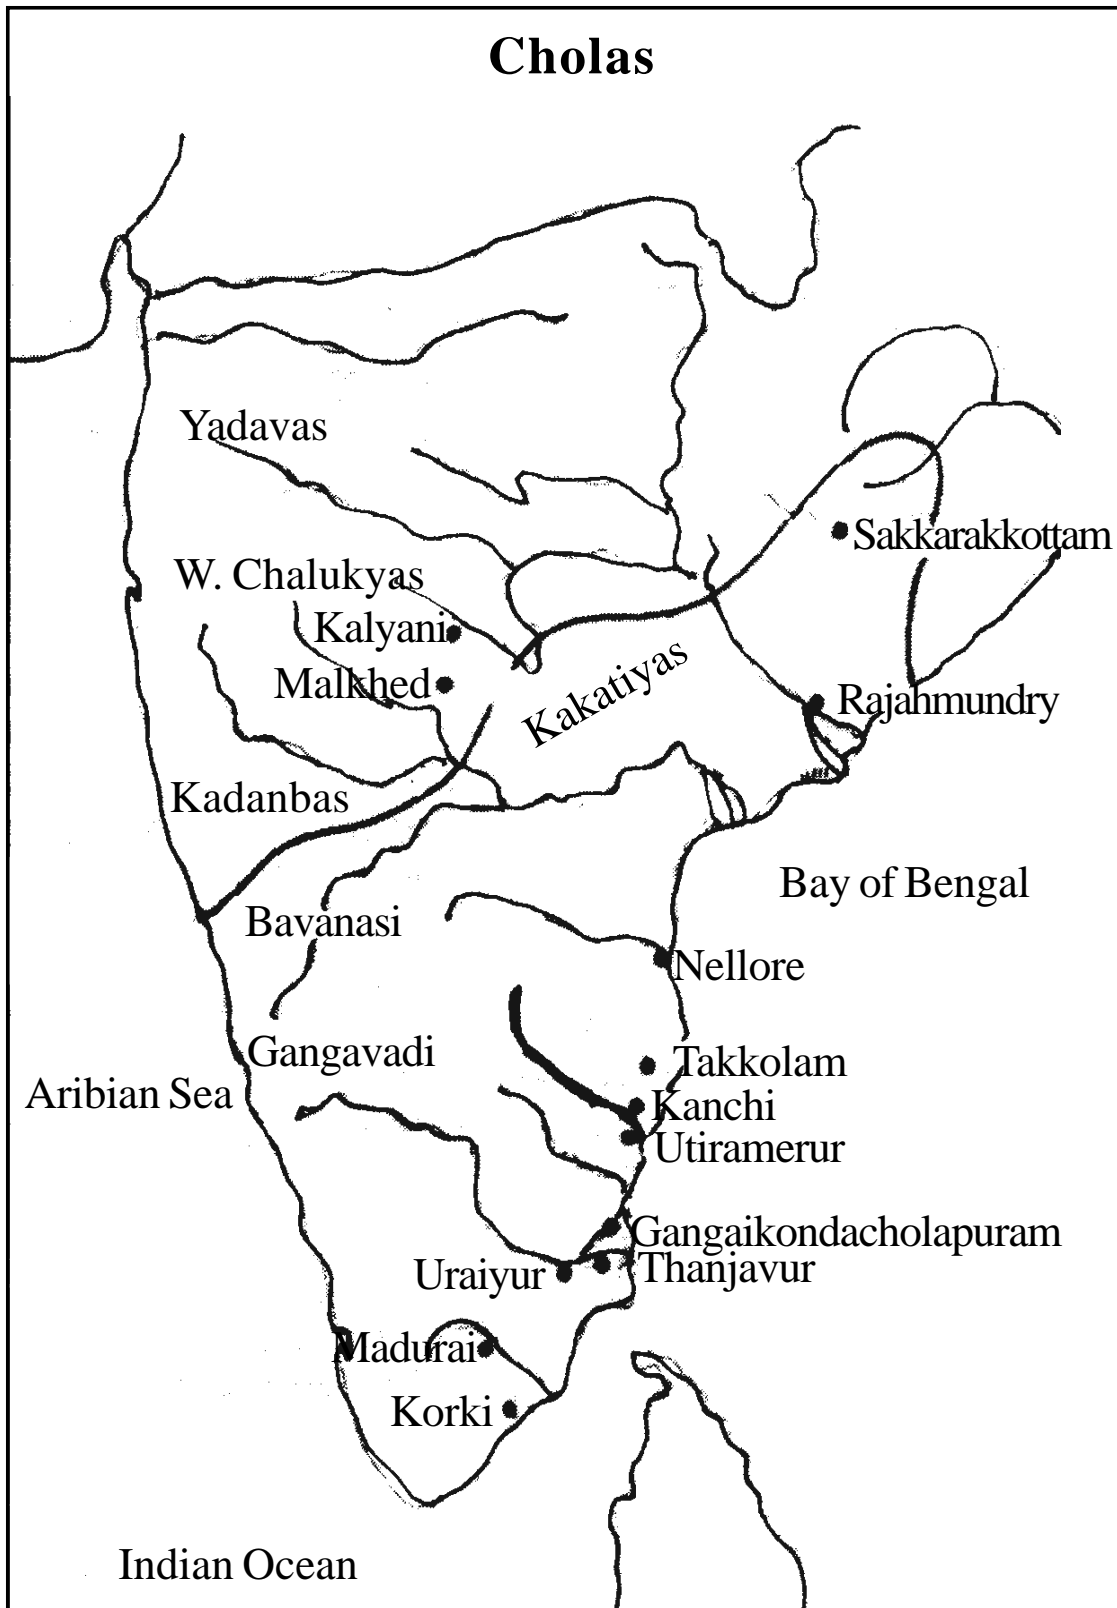 Cholas
Yadavas
Sakkarakkottam
W. Chalukyas
Kalyani
Malkhed
Kakatiyas
Rajahmundry
Kadanbas
Bay of Bengal
Bavanasi
Nellore
Gangavadi
Takkolam
Aribian Sea
Kanchi
Utiramerur
Gangaikondacholapuram
Uraiyur
Thanjavur
Madurai
Korki
Indian Ocean